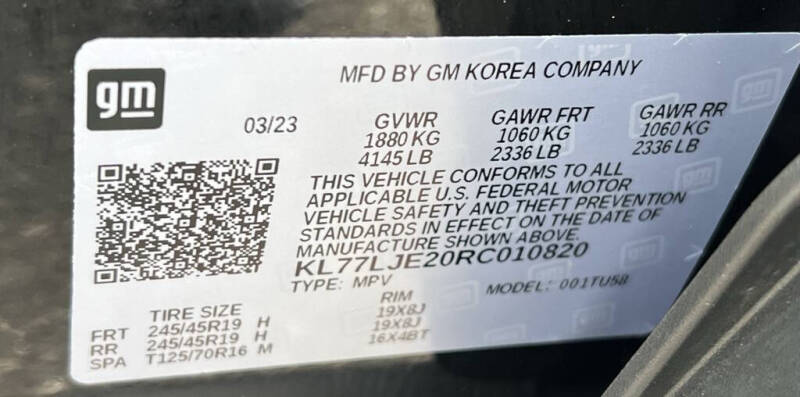 gm
MFD BY GM KOREA COMPANY
03/23
GVWR GAWR FRT GAWR RR
1880 KG 1060 KG 1060 KG
4145 LB 2336 LB 2336 LB
THIS VEHICLE CONFORMS TO ALL
APPLICABLE U.S. FEDERAL MOTOR
VEHICLE SAFETY AND THEFT PREVENTION
STANDARDS IN EFFECT ON THE DATE OF
MANUFACTURE SHOWN ABOVE.
KL77LJE20RC010820
TYPE: MPV MODEL: 001TU58
TIRE SIZE RIM
FRT 245/45R19 H 19X8J
RR 245/45R19 H 19X8J
SPA T125/70R16 M 16X4BT